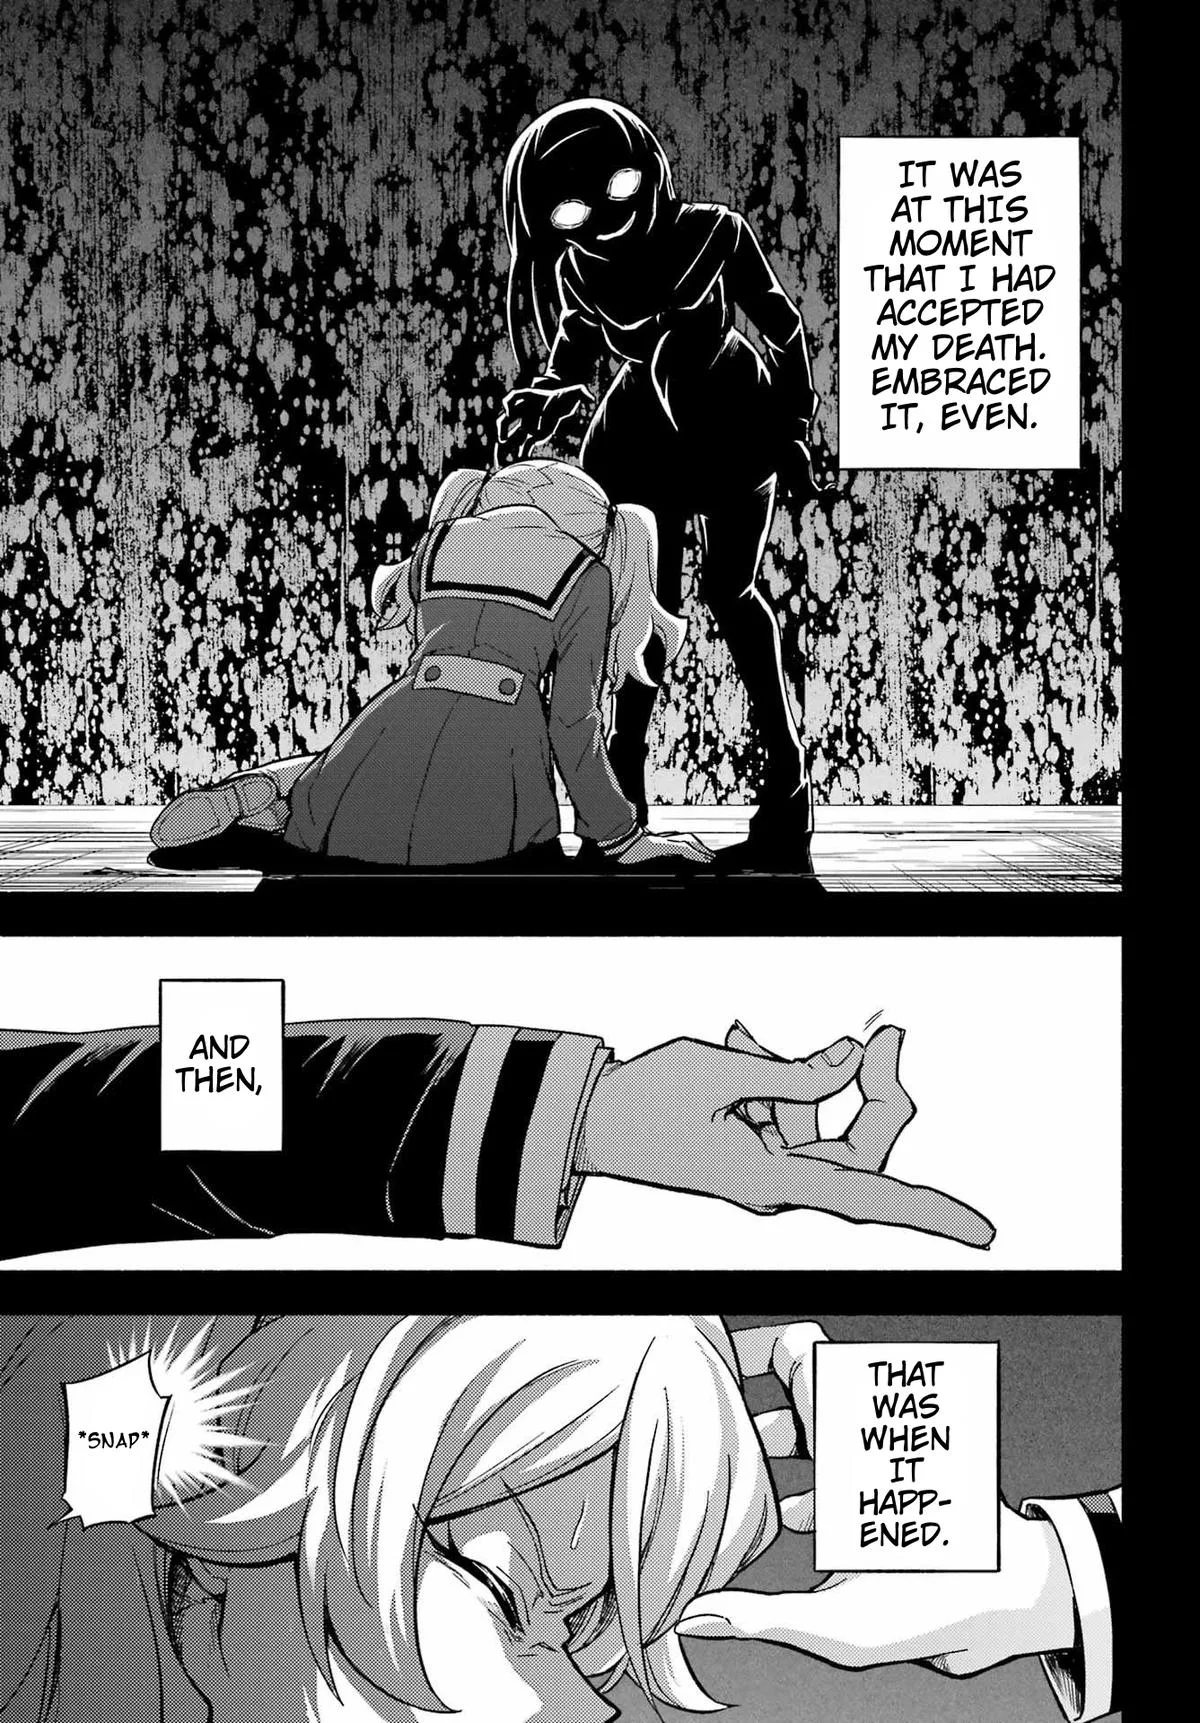 IT WAS
AT THIS
MOMENT
THAT I HAD
ACCEPTED
MY DEATH.
EMBRACED
IT, EVEN.
AND
THEN,
THAT
WAS
WHEN
IT
HAPP-
ENED.
*SNAP*